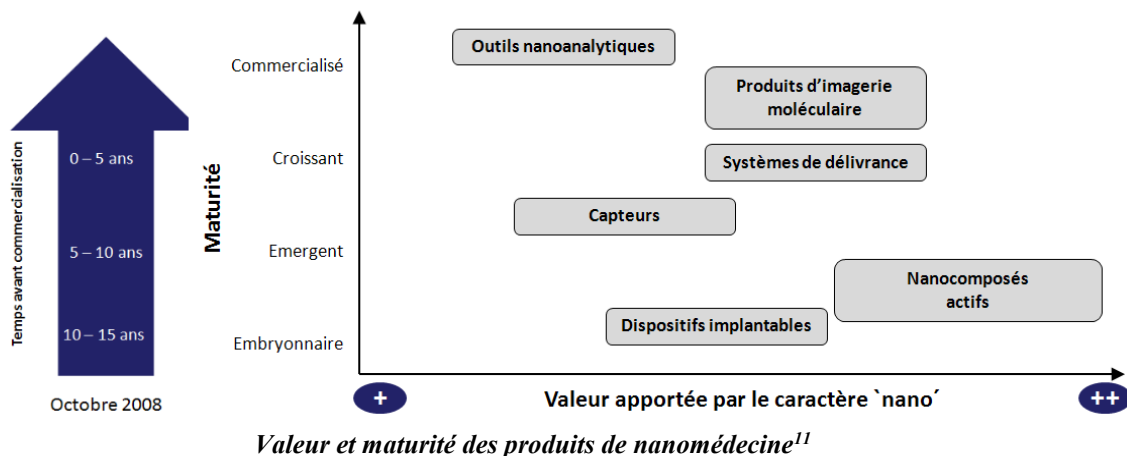 Temps avant commercialisation
0 – 5 ans
5 – 10 ans
10 – 15 ans
Octobre 2008
Maturité
Commercialisé
Croissant
Emergent
Embryonnaire
Outils nanoanalytiques
Produits d’imagerie
moléculaire
Systèmes de délivrance
Capteurs
Nanocomposés
actifs
Dispositifs implantables
+
Valeur apportée par le caractère `nano´
++
Valeur et maturité des produits de nanomédecine¹¹